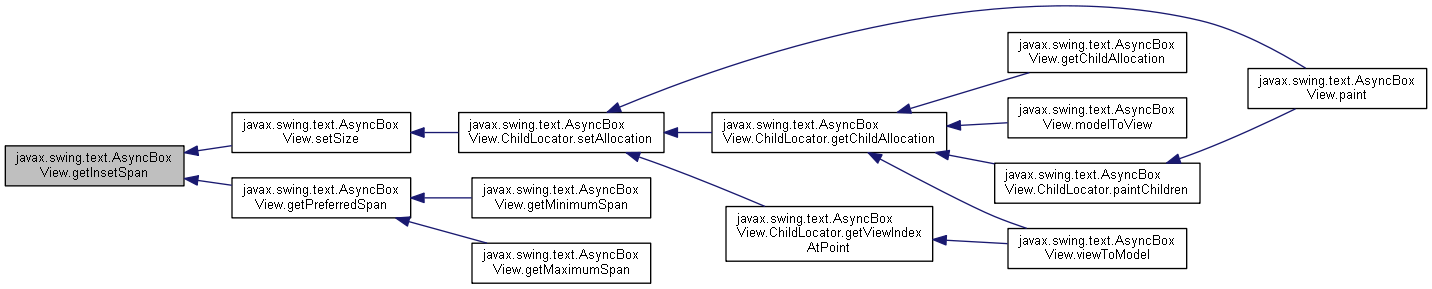 javax.swing.text.AsyncBox
View.getInsetSpan
javax.swing.text.AsyncBox
View.setSize
javax.swing.text.AsyncBox
View.getPreferredSpan
javax.swing.text.AsyncBox
View.ChildLocator.setAllocation
javax.swing.text.AsyncBox
View.getMinimumSpan
javax.swing.text.AsyncBox
View.getMaximumSpan
javax.swing.text.AsyncBox
View.ChildLocator.getChildAllocation
javax.swing.text.AsyncBox
View.ChildLocator.getViewIndex
AtPoint
javax.swing.text.AsyncBox
View.getChildAllocation
javax.swing.text.AsyncBox
View.modelToView
javax.swing.text.AsyncBox
View.ChildLocator.paintChildren
javax.swing.text.AsyncBox
View.viewToModel
javax.swing.text.AsyncBox
View.paint